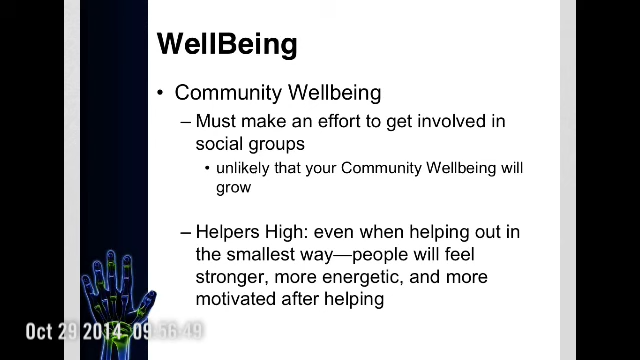 WellBeing
• Community Wellbeing
– Must make an effort to get involved in
social groups
• unlikely that your Community Wellbeing will
grow
– Helpers High: even when helping out in
the smallest way—people will feel
stronger, more energetic, and more
motivated after helping
Oct 29 2014 09:56:49